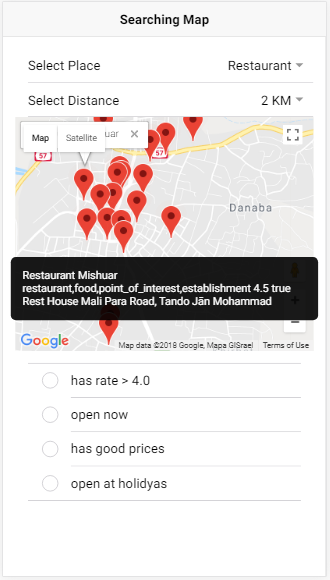 Searching Map
Select Place Restaurant
Select Distance 2 KM
Map Satellite
57
57
Danaba
Restaurant Mishuar
restaurant,food,point_of_interest,establishment 4.5 true
Rest House Mali Para Road, Tando Jān Mohammad
Google Map data ©2018 Google, Mapa GISrael Terms of Use
has rate > 4.0
open now
has good prices
open at holidyas